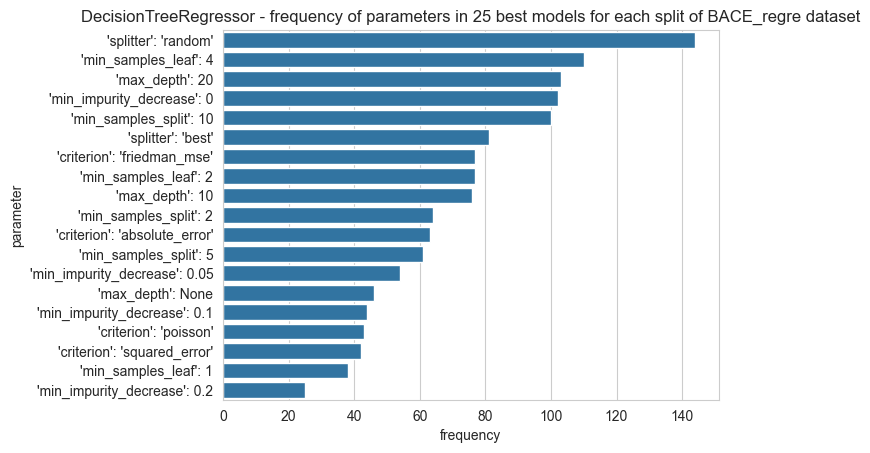 DecisionTreeRegressor - frequency of parameters in 25 best models for each split of BACE_regre dataset
parameter
'splitter': 'random'
'min_samples_leaf': 4
'max_depth': 20
'min_impurity_decrease': 0
'min_samples_split': 10
'splitter': 'best'
'criterion': 'friedman_mse'
'min_samples_leaf': 2
'max_depth': 10
'min_samples_split': 2
'criterion': 'absolute_error'
'min_samples_split': 5
'min_impurity_decrease': 0.05
'max_depth': None
'min_impurity_decrease': 0.1
'criterion': 'poisson'
'criterion': 'squared_error'
'min_samples_leaf': 1
'min_impurity_decrease': 0.2
0 20 40 60 80 100 120 140
frequency